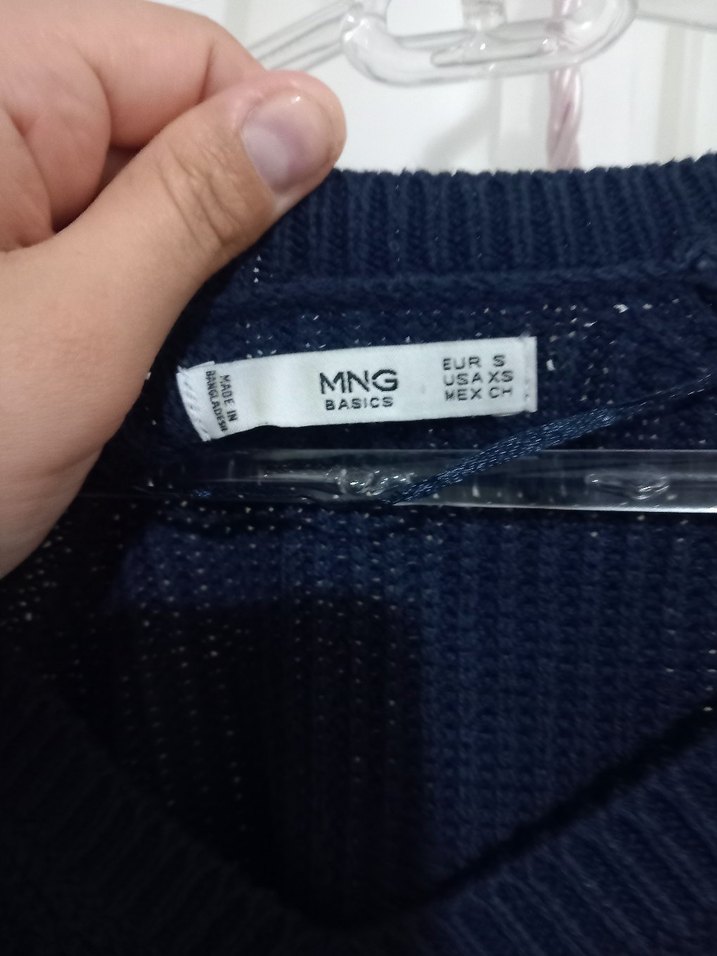 MADE IN
BANGLADESH
MNG
BASICS
EUR S
USA XS
MEX CH